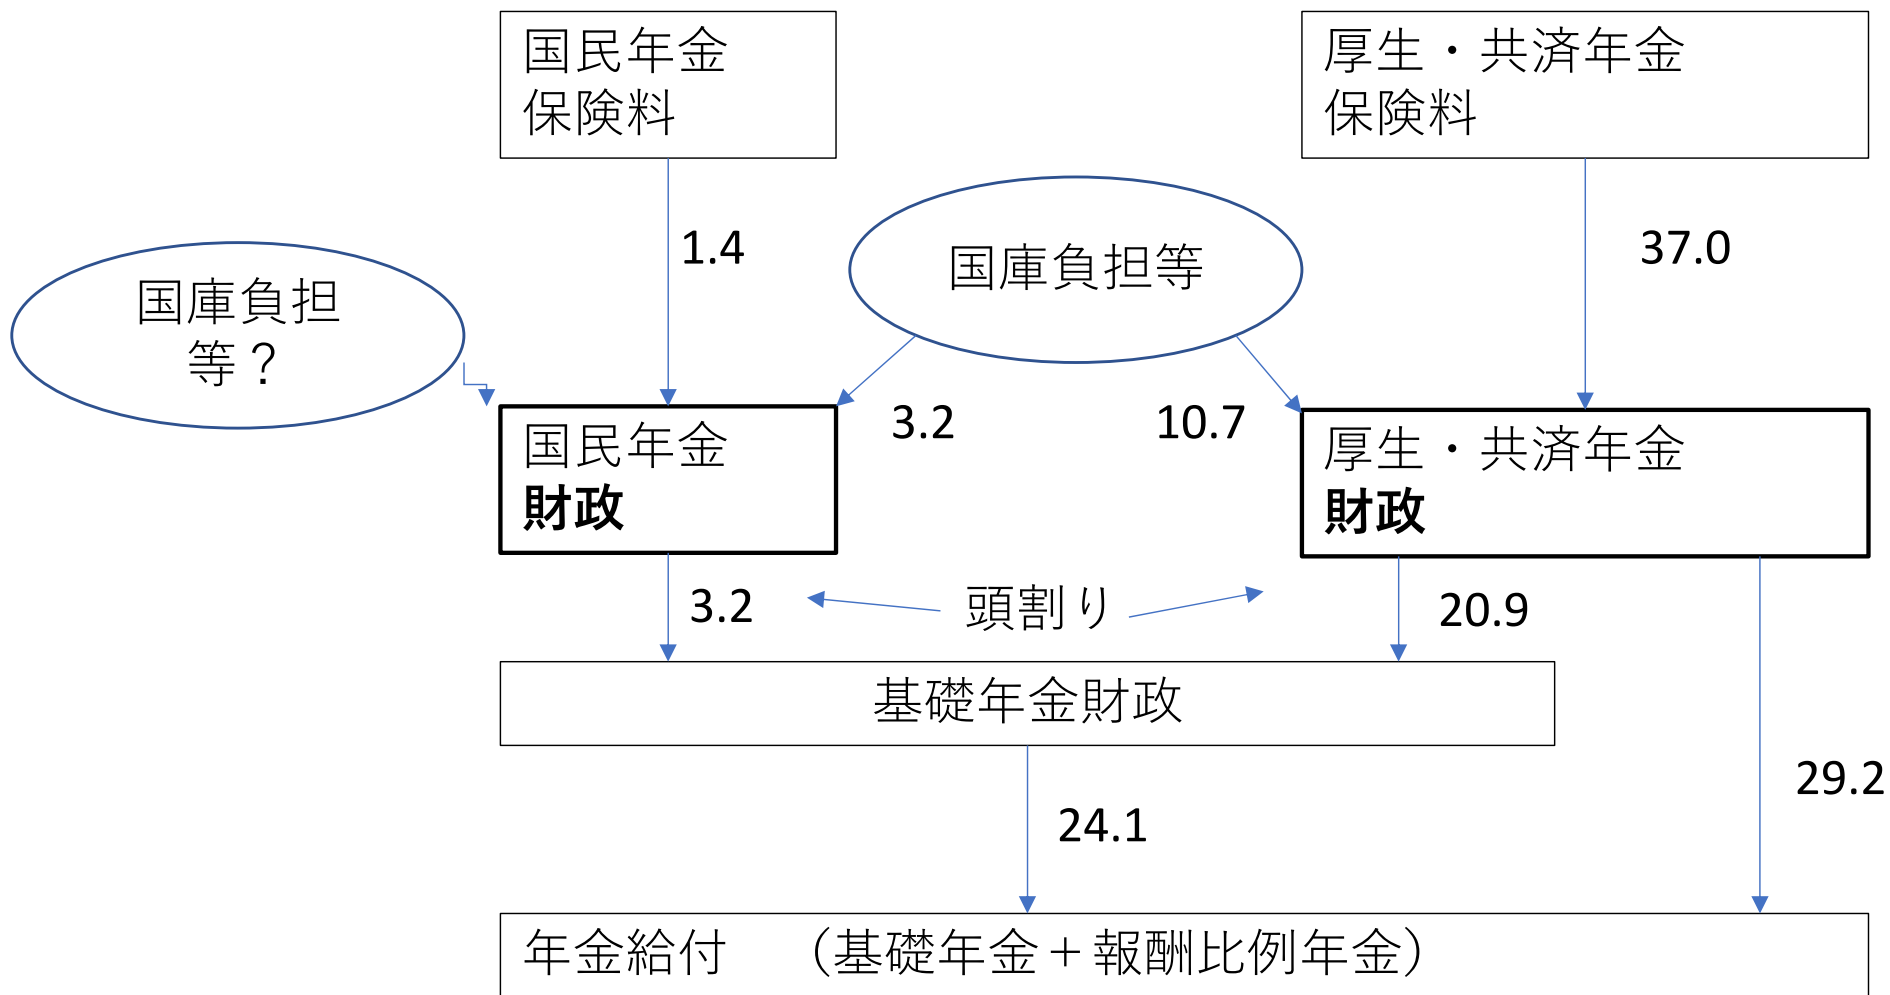 国民年金
保険料
厚生・共済年金
保険料
1.4
国庫負担等
37.0
国庫負担
等？
3.2
10.7
国民年金
財政
厚生・共済年金
財政
3.2
頭割り
20.9
基礎年金財政
29.2
24.1
年金給付　（基礎年金＋報酬比例年金）